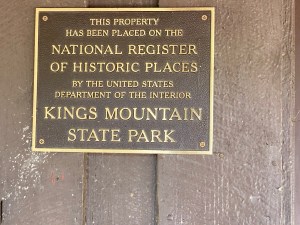 THIS PROPERTY
HAS BEEN PLACED ON THE
NATIONAL REGISTER
OF HISTORIC PLACES
BY THE UNITED STATES
DEPARTMENT OF THE INTERIOR
KINGS MOUNTAIN
STATE PARK